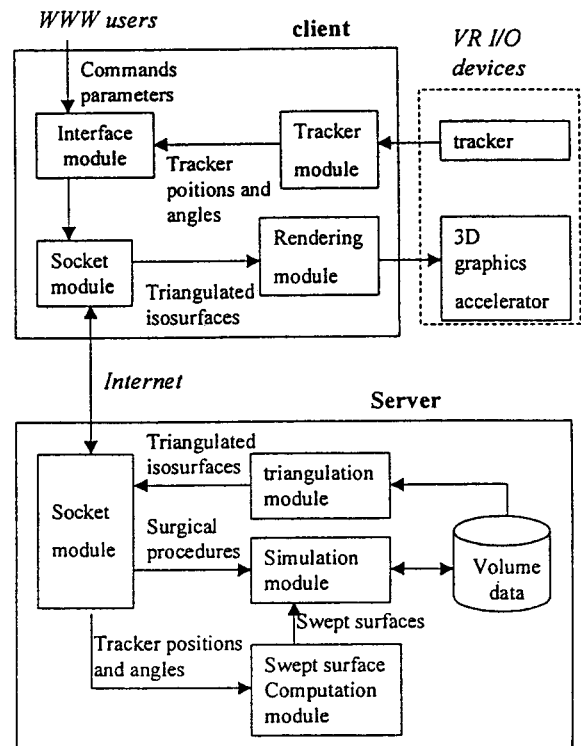 WWW users
client
VR I/O
devices
Commands
parameters
Interface
module
Tracker
module
tracker
Tracker
poitions and
angles
Socket
module
Rendering
module
3D
graphics
accelerator
Triangulated
isosurfaces
Internet
Server
Triangulated
isosurfaces
triangulation
module
Socket
module
Surgical
procedures
Simulation
module
Volume
data
Swept surfaces
Tracker positions
and angles
Swept surface
Computation
module